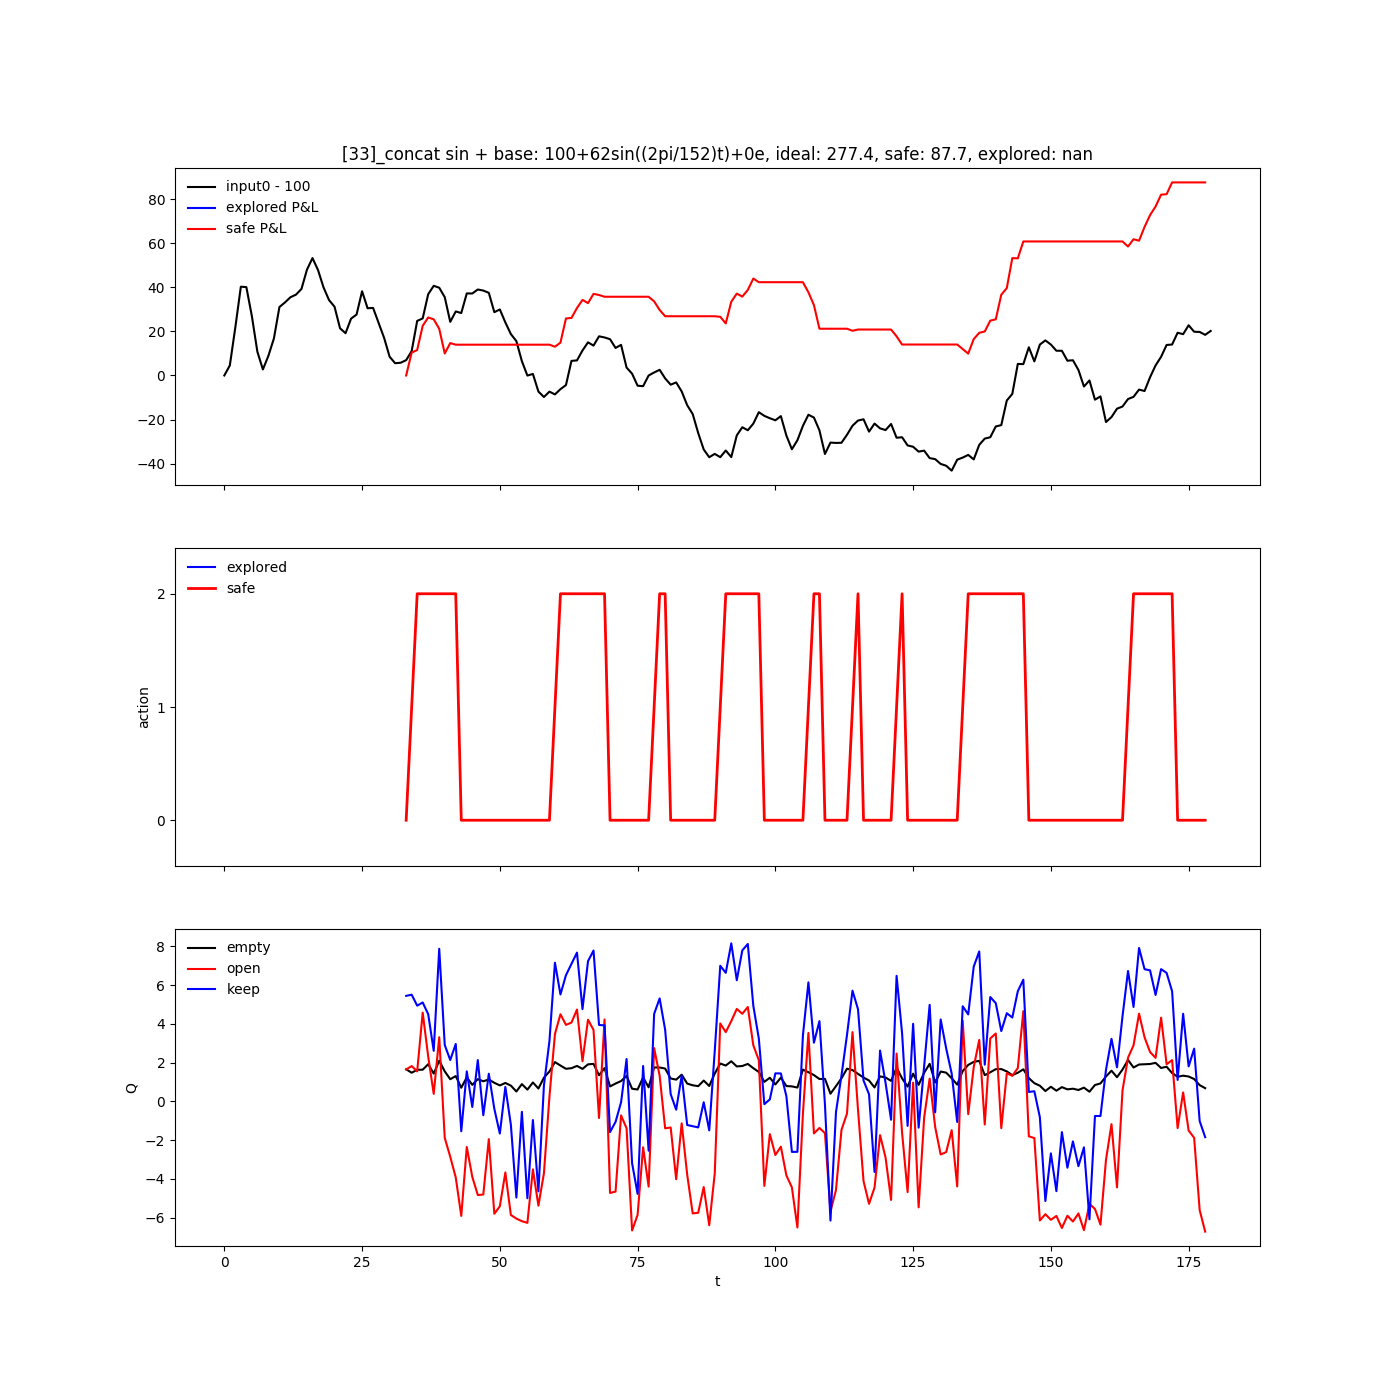 [33]_concat sin + base: 100+62sin((2pi/152)t)+0e, ideal: 277.4, safe: 87.7, explored: nan
input0 - 100
explored P&L
safe P&L
80
60
40
20
0
−20
−40
explored
safe
2
1
0
action
empty
open
keep
8
6
4
2
0
−2
−4
−6
Q
0 25 50 75 100 125 150 175
t